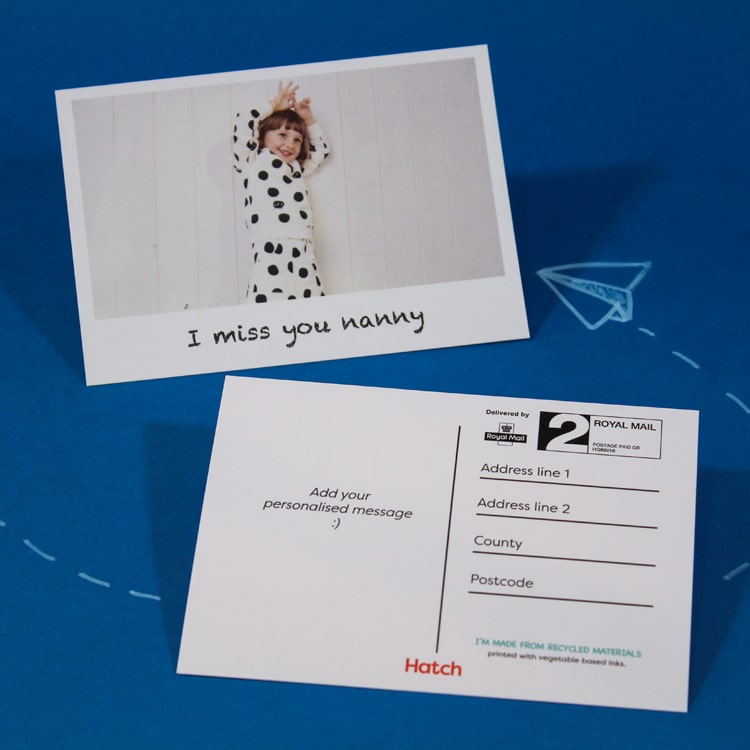 I miss you nanny
Delivered by
Royal Mail
2
ROYAL MAIL
POSTAGE PAID GB
HQ89016
Address line 1
Address line 2
County
Postcode
Add your
personalised message
:)
I'M MADE FROM RECYCLED MATERIALS
printed with vegetable based inks.
Hatch